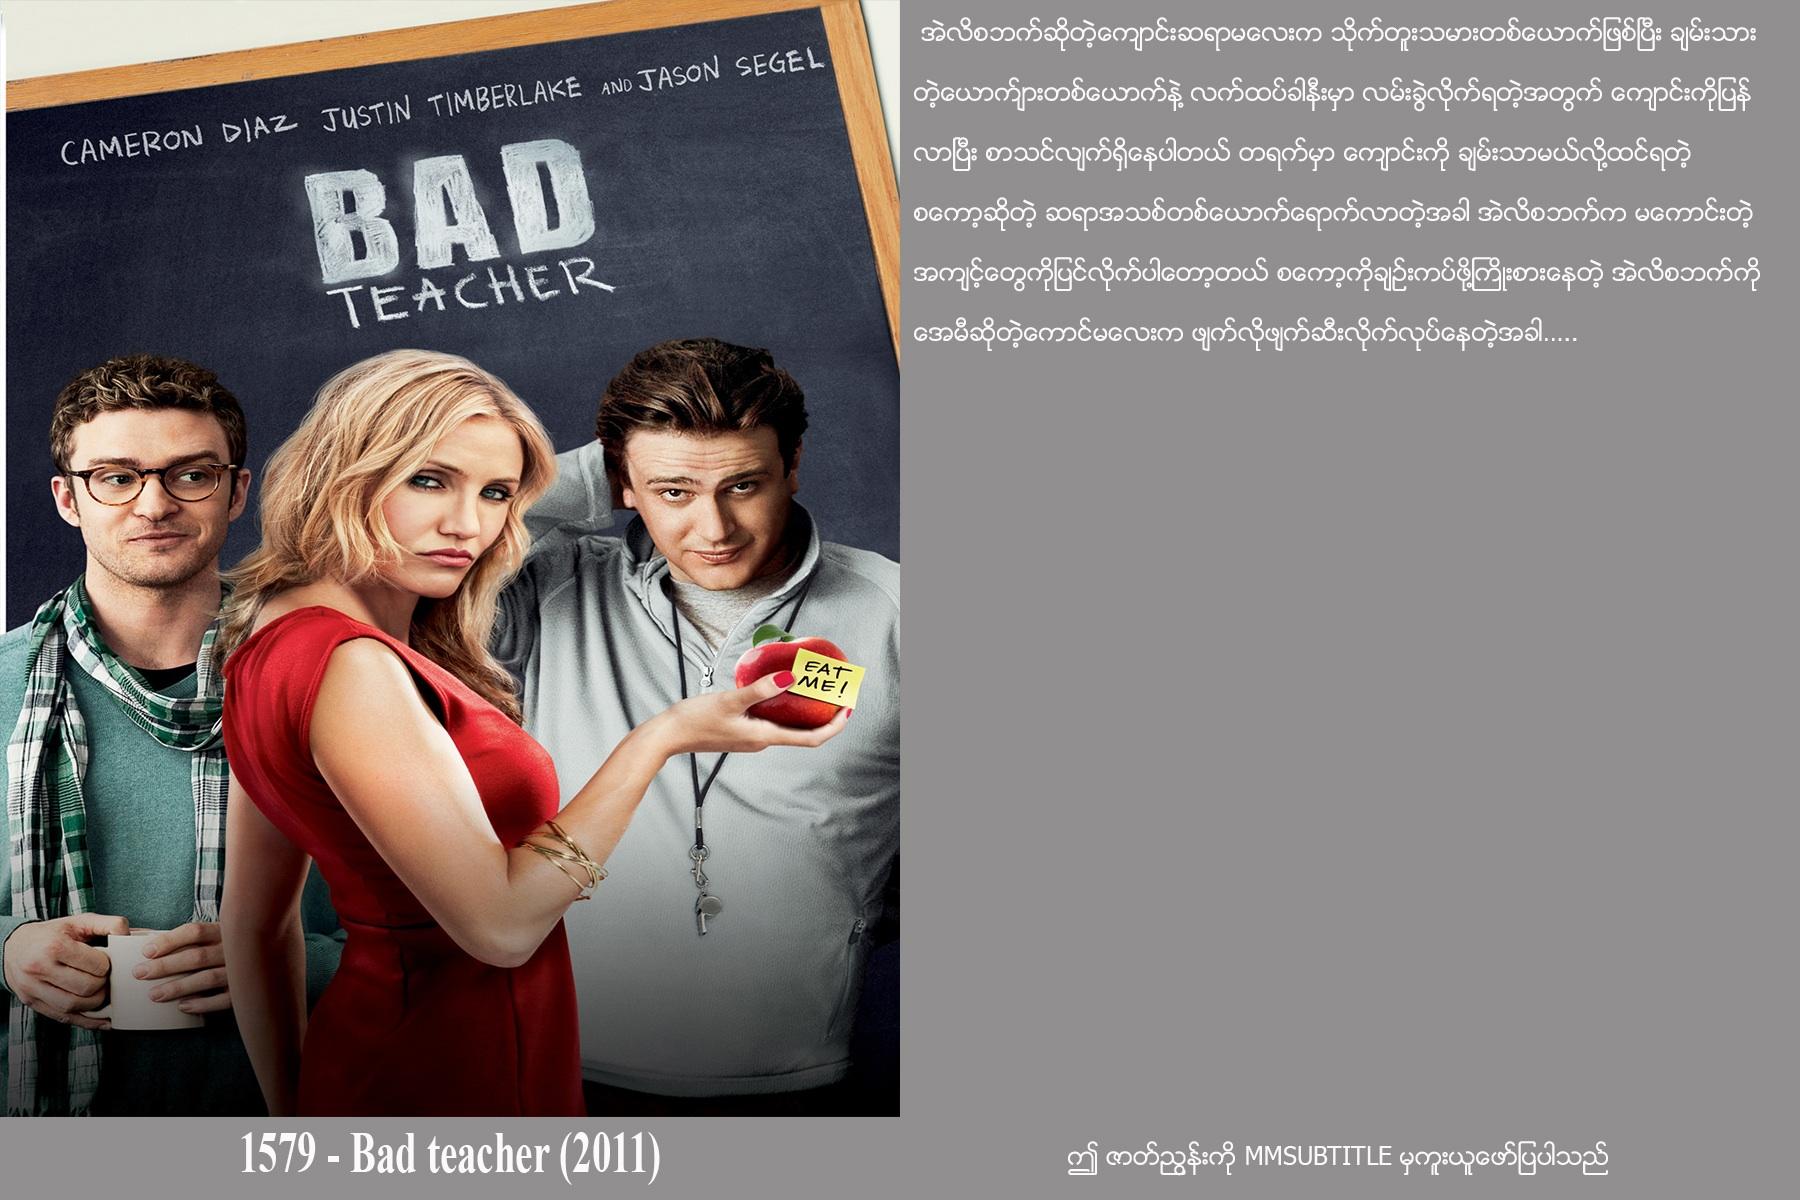 CAMERON DIAZ JUSTIN TIMBERLAKE AND JASON SEGEL
BAD
TEACHER
EAT
ME!
1579 - Bad teacher (2011)
အဲလိစဘက်ဆိုတဲ့ကျောင်းဆရာမလေးက သိုက်တူးသမားတစ်ယောက်ဖြစ်ပြီး ချမ်းသား
တဲ့ယောက်ျားတစ်ယောက်နဲ့ လက်ထပ်ခါနီးမှာ လမ်းခွဲလိုက်ရတဲ့အတွက် ကျောင်းကိုပြန်
လာပြီး စာသင်လျက်ရှိနေပါတယ် တရက်မှာ ကျောင်းကို ချမ်းသာမယ်လို့ထင်ရတဲ့
စကော့ဆိုတဲ့ ဆရာအသစ်တစ်ယောက်ရောက်လာတဲ့အခါ အဲလိစဘက်က မကောင်းတဲ့
အကျင့်တွေကိုပြင်လိုက်ပါတော့တယ် စကော့ကိုချဉ်းကပ်ဖို့ကြိုးစားနေတဲ့ အဲလိစဘက်ကို
အေမီဆိုတဲ့ကောင်မလေးက ဖျက်လိုဖျက်ဆီးလိုက်လုပ်နေတဲ့အခါ.....
ဤ ဇာတ်ညွှန်းကို MMSUBTITLE မှကူးယူဖော်ပြပါသည်